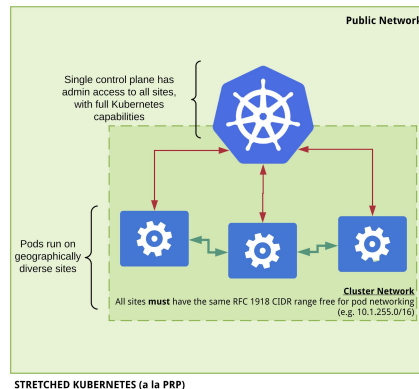 Public Network
Single control plane has
admin access to all sites,
with full Kubernetes
capabilities
Pods run on
geographically
diverse sites
Cluster Network
All sites must have the same RFC 1918 CIDR range free for pod networking
(e.g. 10.1.255.0/16)
STRETCHED KUBERNETES (a la PRP)